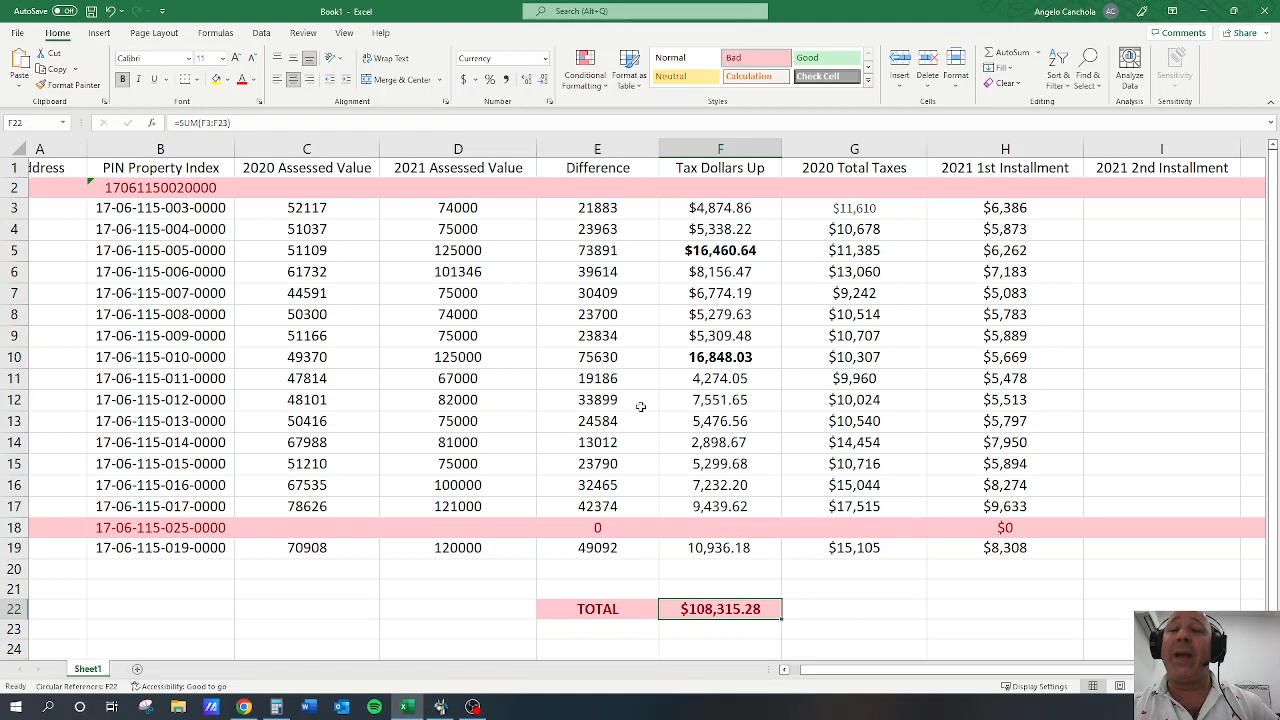 AutoSave Off Book1 - Excel Search (Alt+Q) Angelo Canchola AC
File Home Insert Page Layout Formulas Data Review View Help Comments Share
Paste Cut Copy Format Painter Clipboard
Calibri 11 B I U Font
Wrap Text Merge & Center Alignment
Currency $ % Number
Conditional Formatting Format as Table Normal Bad Good Neutral Calculation Check Cell Styles
Insert Delete Format Cells
AutoSum Fill Clear Sort & Filter Find & Select Editing
Analyze Data Analysis Sensitivity Sensitivity
F22 fx =SUM(F3:F23)
A B C D E F G H I
1 ddress PIN Property Index 2020 Assessed Value 2021 Assessed Value Difference Tax Dollars Up 2020 Total Taxes 2021 1st Installment 2021 2nd Installment
2 17061150020000
3 17-06-115-003-0000 52117 74000 21883 $4,874.86 $11,610 $6,386
4 17-06-115-004-0000 51037 75000 23963 $5,338.22 $10,678 $5,873
5 17-06-115-005-0000 51109 125000 73891 $16,460.64 $11,385 $6,262
6 17-06-115-006-0000 61732 101346 39614 $8,156.47 $13,060 $7,183
7 17-06-115-007-0000 44591 75000 30409 $6,774.19 $9,242 $5,083
8 17-06-115-008-0000 50300 74000 23700 $5,279.63 $10,514 $5,783
9 17-06-115-009-0000 51166 75000 23834 $5,309.48 $10,707 $5,889
10 17-06-115-010-0000 49370 125000 75630 16,848.03 $10,307 $5,669
11 17-06-115-011-0000 47814 67000 19186 4,274.05 $9,960 $5,478
12 17-06-115-012-0000 48101 82000 33899 7,551.65 $10,024 $5,513
13 17-06-115-013-0000 50416 75000 24584 5,476.56 $10,540 $5,797
14 17-06-115-014-0000 67988 81000 13012 2,898.67 $14,454 $7,950
15 17-06-115-015-0000 51210 75000 23790 5,299.68 $10,716 $5,894
16 17-06-115-016-0000 67535 100000 32465 7,232.20 $15,044 $8,274
17 17-06-115-017-0000 78626 121000 42374 9,439.62 $17,515 $9,633
18 17-06-115-025-0000 0 $0
19 17-06-115-019-0000 70908 120000 49092 10,936.18 $15,105 $8,308
20
21
22 TOTAL $108,315.28
23
24
Sheet1
Ready Circular References: F22 Accessibility: Good to go Display Settings